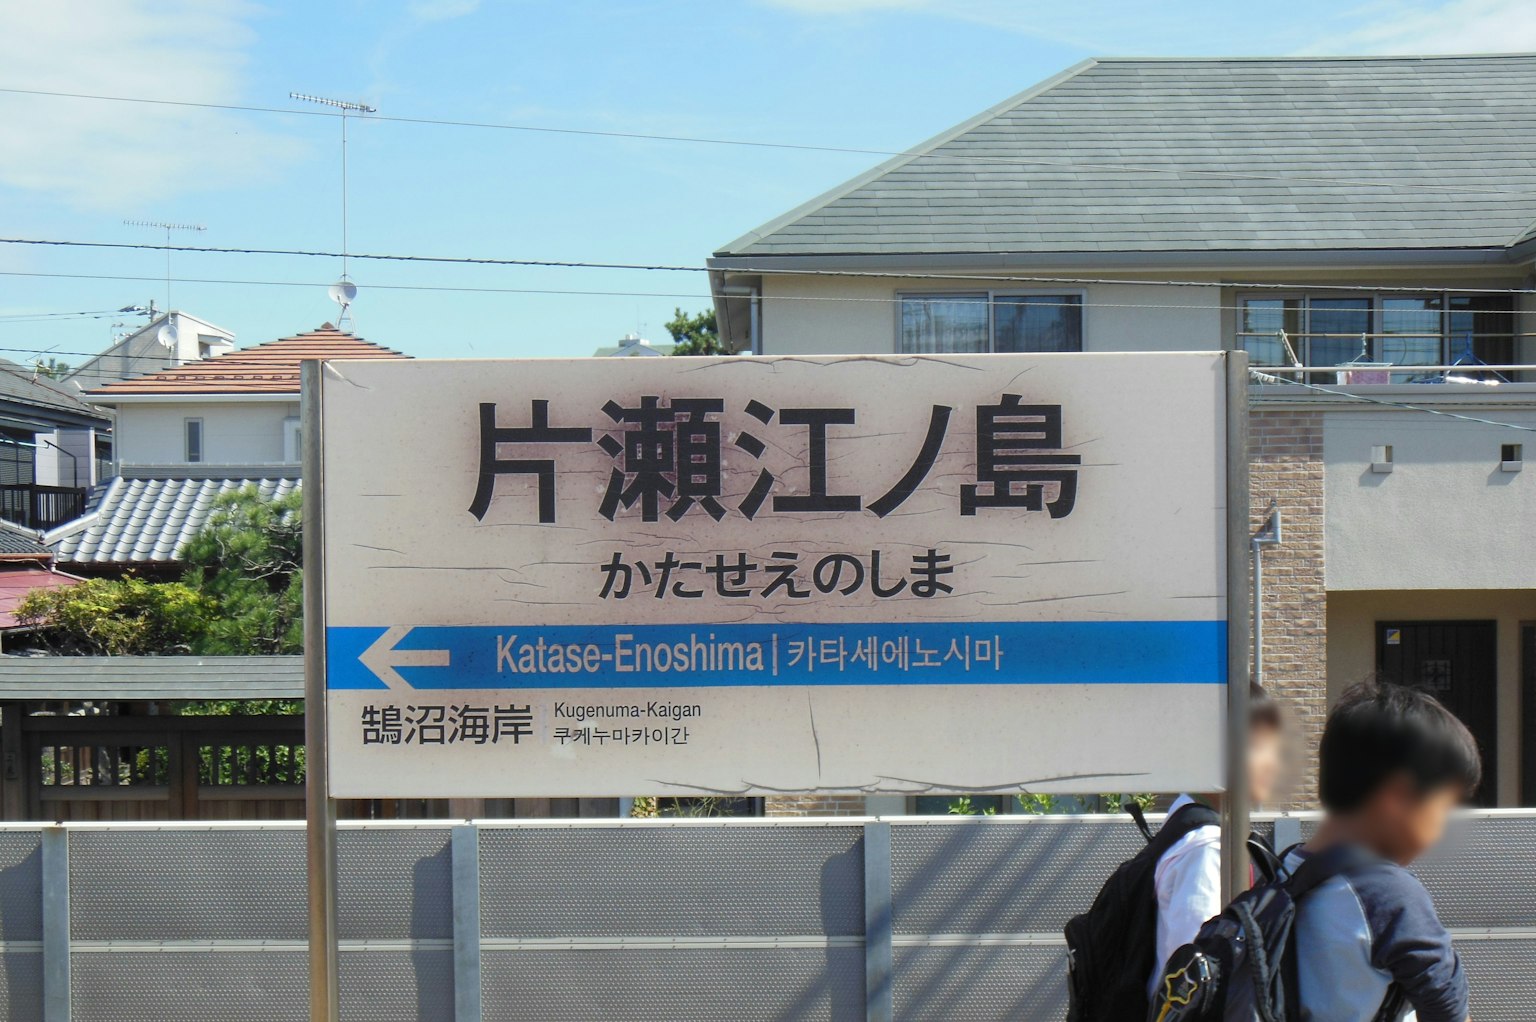 片瀬江ノ島
かたせえのしま
Katase-Enoshima | 카타세에노시마
鵠沼海岸
Kugenuma-Kaigan
쿠게누마카이간